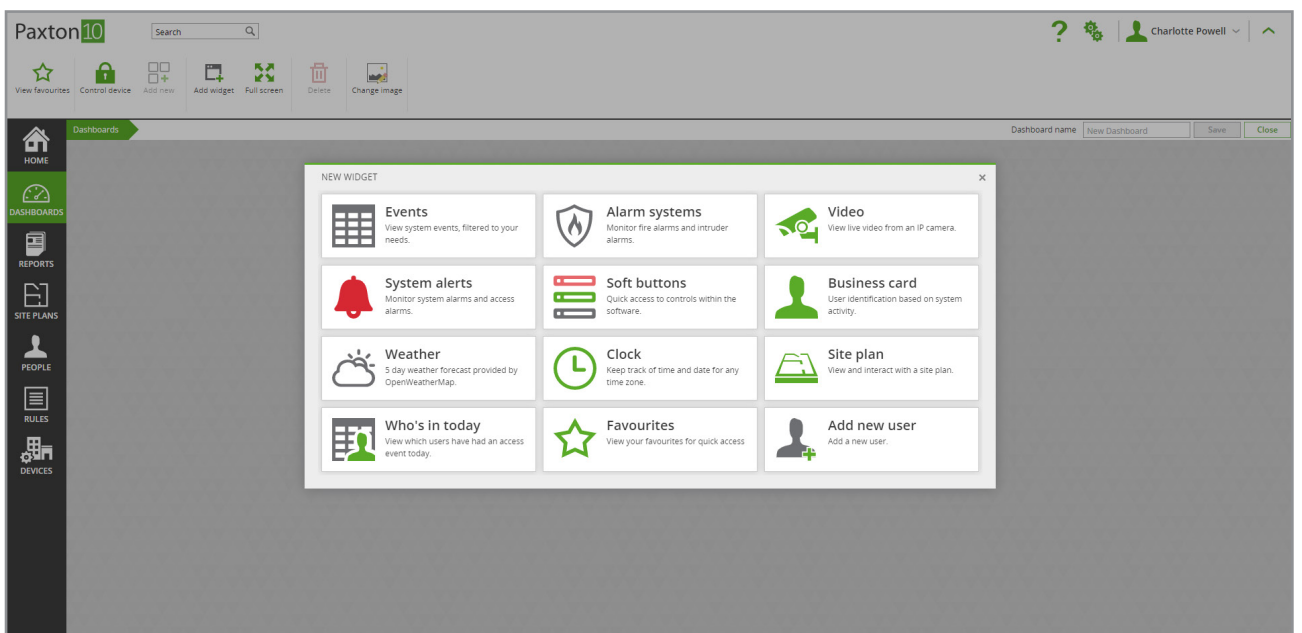 Paxton10
Search
Charlotte Powell
View favourites
Control device
Add new
Add widget
Full screen
Delete
Change image
HOME
DASHBOARDS
REPORTS
SITE PLANS
PEOPLE
RULES
DEVICES
Dashboards
Dashboard name
New Dashboard
Save
Close
NEW WIDGET
Events
View system events, filtered to your
needs.
Alarm systems
Monitor fire alarms and intruder
alarms.
Video
View live video from an IP camera.
System alerts
Monitor system alarms and access
alarms.
Soft buttons
Quick access to controls within the
software.
Business card
User identification based on system
activity.
Weather
5 day weather forecast provided by
OpenWeatherMap.
Clock
Keep track of time and date for any
time zone.
Site plan
View and interact with a site plan.
Who's in today
View which users have had an access
event today.
Favourites
View your favourites for quick access
Add new user
Add a new user.